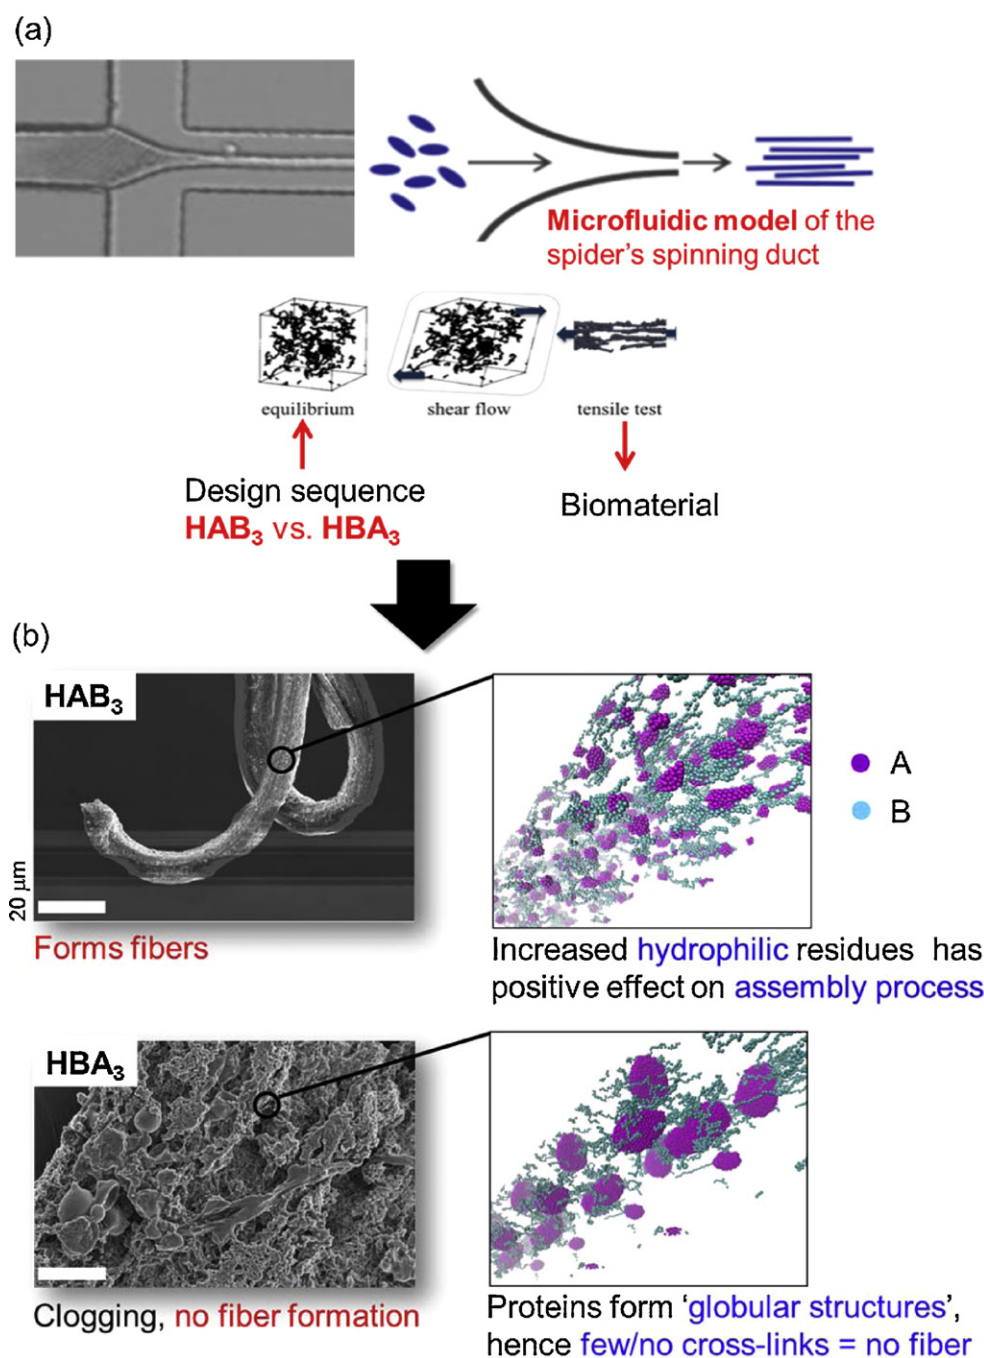 (a)
Microfluidic model of the
spider's spinning duct
equilibrium
shear flow
tensile test
Design sequence
HAB₃ vs. HBA₃
Biomaterial
(b)
HAB₃
A
B
20 μm
Forms fibers
Increased hydrophilic residues has
positive effect on assembly process
HBA₃
Clogging, no fiber formation
Proteins form ‘globular structures’,
hence few/no cross-links = no fiber